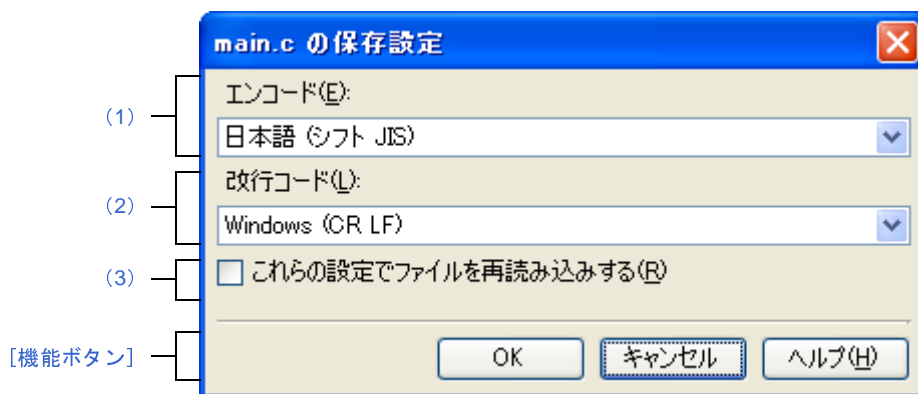 main.c の保存設定
(1)
エンコード(E):
日本語 (シフト JIS)
(2)
改行コード(L):
Windows (CR LF)
(3)
これらの設定でファイルを再読み込みする(R)
[機能ボタン]
OK キャンセル ヘルプ(H)